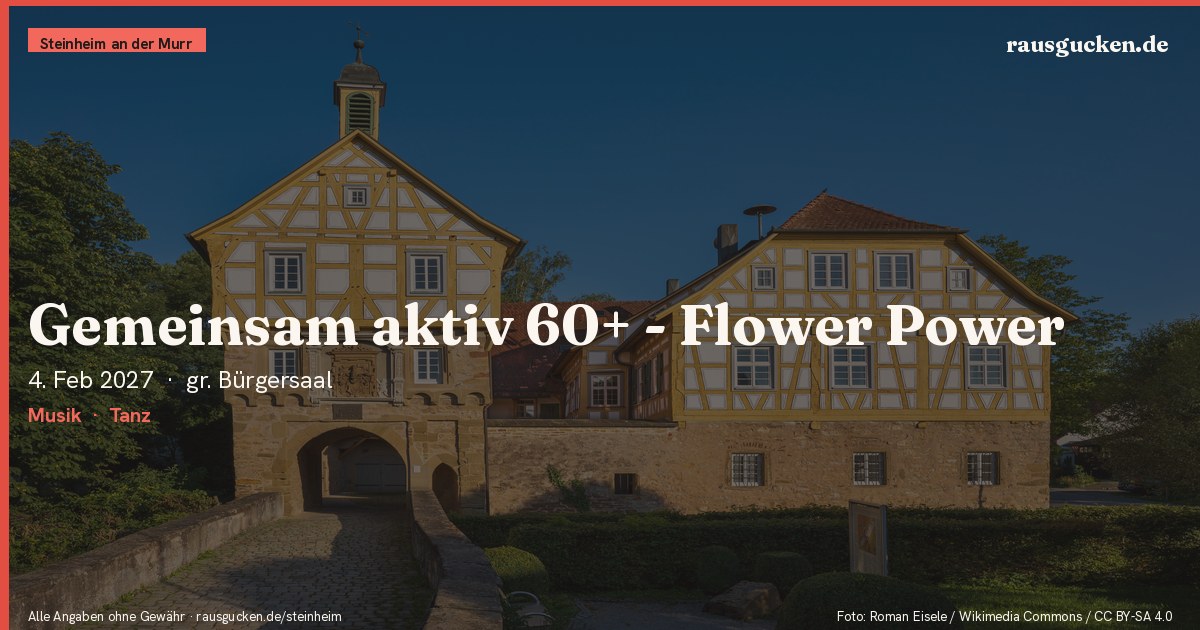 Steinheim an der Murr
rausgucken.de
Gemeinsam aktiv 60+ - Flower Power
4. Feb 2027 · gr. Bürgersaal
Musik · Tanz
Alle Angaben ohne Gewähr · rausgucken.de/steinheim
Foto: Roman Eisele / Wikimedia Commons / CC BY-SA 4.0